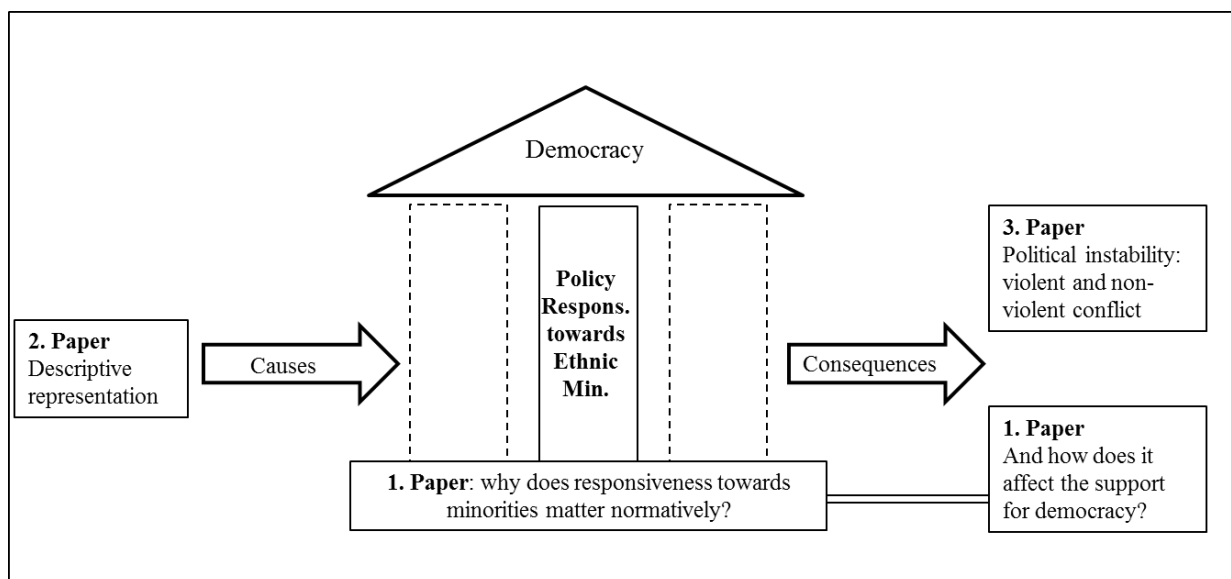 Democracy
Policy
Respons.
towards
Ethnic
Min.
2. Paper
Descriptive
representation
Causes
Consequences
3. Paper
Political instability:
violent and non-
violent conflict
1. Paper: why does responsiveness towards
minorities matter normatively?
1. Paper
And how does it
affect the support
for democracy?